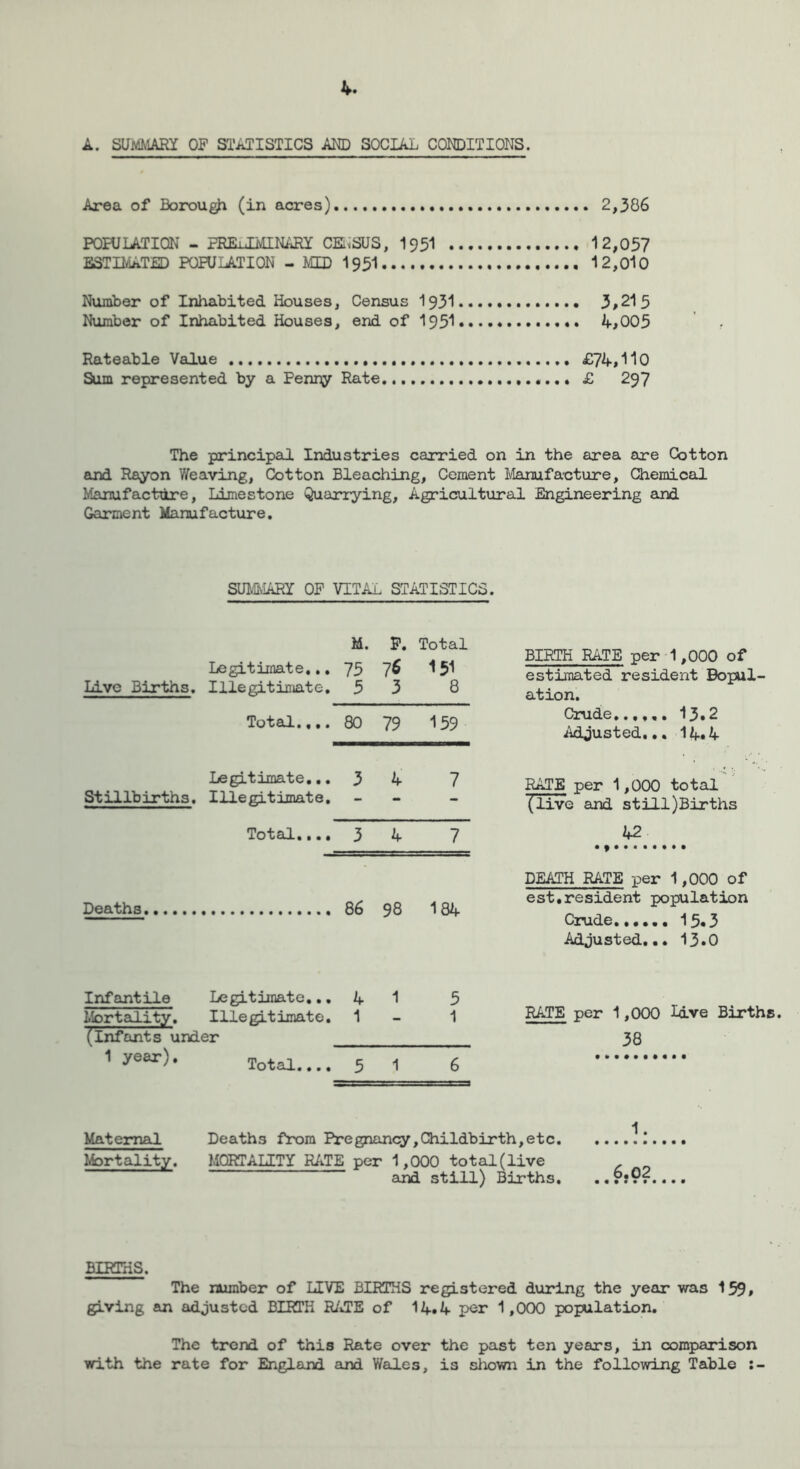 4.
A. SUMMARY OF STATISTICS AND SOCIAL CONDITIONS.
Area of Borough (in acres)............................ 2,386
POPULATION - PRELIMINARY CENSUS, 1951 .............. 12,057
ESTIMATED POPULATION - MID 1951..................... 12,010
Number of Inhabited Houses, Census 1931............. 3,215
Number of Inhabited Houses, end of 1951............. 4,005
Rateable Value ..................................... £74,110
Sum represented by a Penny Rate..................... £ 297
The principal Industries carried on in the area are Cotton
and Rayon Weaving, Cotton Bleaching, Cement Manufacture, Chemical
Manufacture, Limestone Quarrying, Agricultural Engineering and
Garment Manufacture.
SUMMARY OF VITAL STATISTICS.
M. F. Total
Legitimate... 75 76 151
Live Births. Illegitimate. 5 3 8
Total.... 80 79 159
BIRTH RATE per 1,000 of
estimated resident Bopul-
ation.
Crude...... 13.2
Adjusted... 14.4
Legitimate... 3 4 7
Stillbirths. Illegitimate. - - -
Total.... 3 4 7
RATE per 1,000 total
(live and still)Births
42
..........
Deaths..................... 86 98 184
DEATH RATE per 1,000 of
est.resident population
Crude...... 15.3
Adjusted... 13.0
Infantile Legitimate... 4 1 5
Mortality. Illegitimate. 1 - 1
(Infants under
1 year). Total.... 5 1 6
RATE per 1,000 Live Births.
38
..........
Maternal Deaths from Pregnancy,Childbirth,etc. .....1....
Mortality. MORTALITY RATE per 1,000 total(live
and still) Births. ..6.02....
BIRTHS.
The number of LIVE BIRTHS registered during the year was 159,
giving an adjusted BIRTH RATE of 14.4 per 1,000 population.
The trend of this Rate over the past ten years, in comparison
with the rate for England and Wales, is shown in the following Table :-